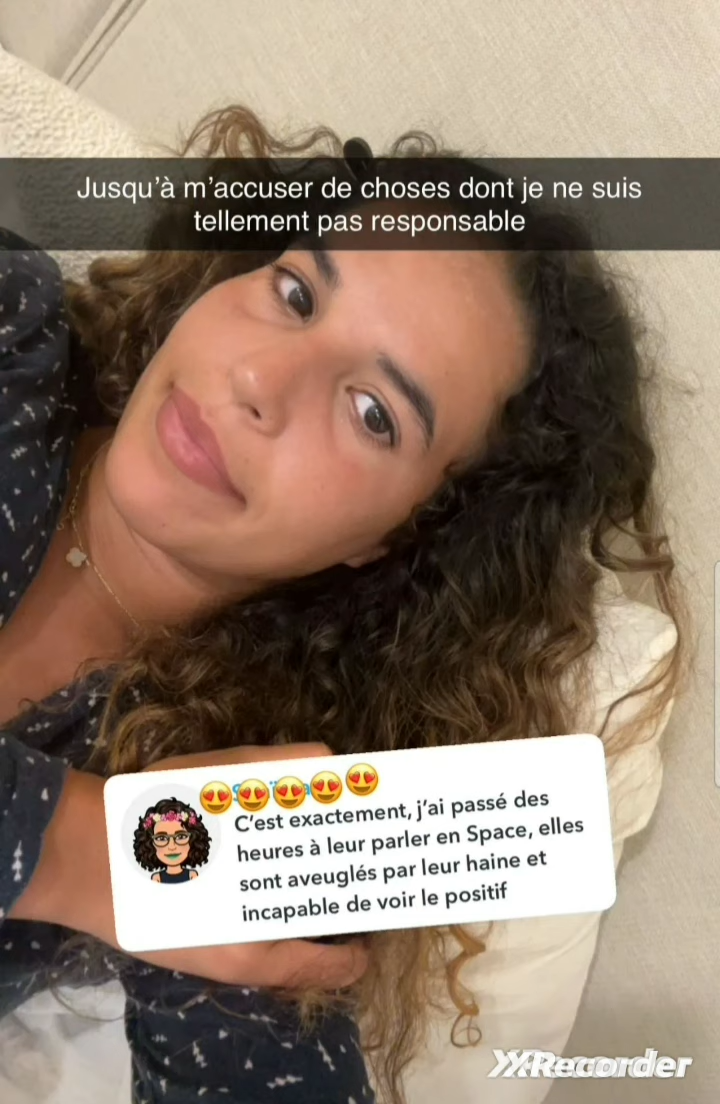 Jusqu’à m’accuser de choses dont je ne suis
tellement pas responsable
C’est exactement, j’ai passé des
heures à leur parler en Space, elles
sont aveuglés par leur haine et
incapable de voir le positif
XRecorder